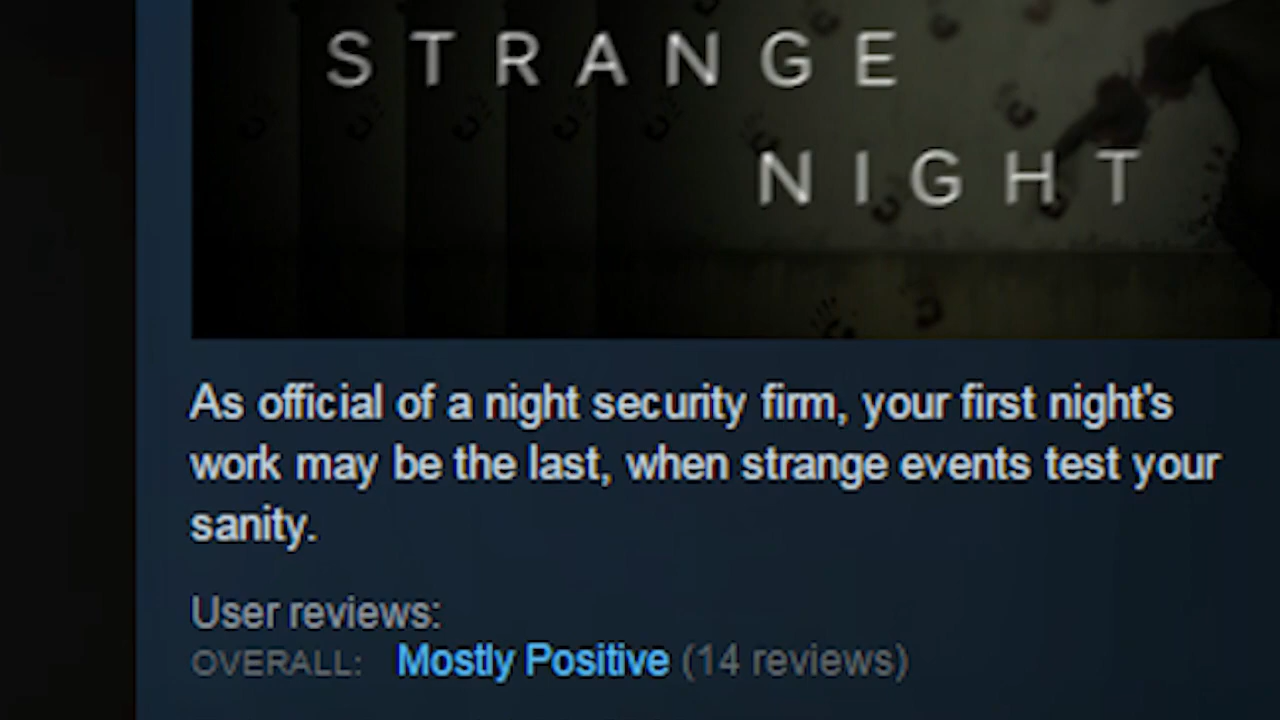 STRANGE
NIGHT
As official of a night security firm, your first night's
work may be the last, when strange events test your
sanity.
User reviews:
OVERALL: Mostly Positive (14 reviews)